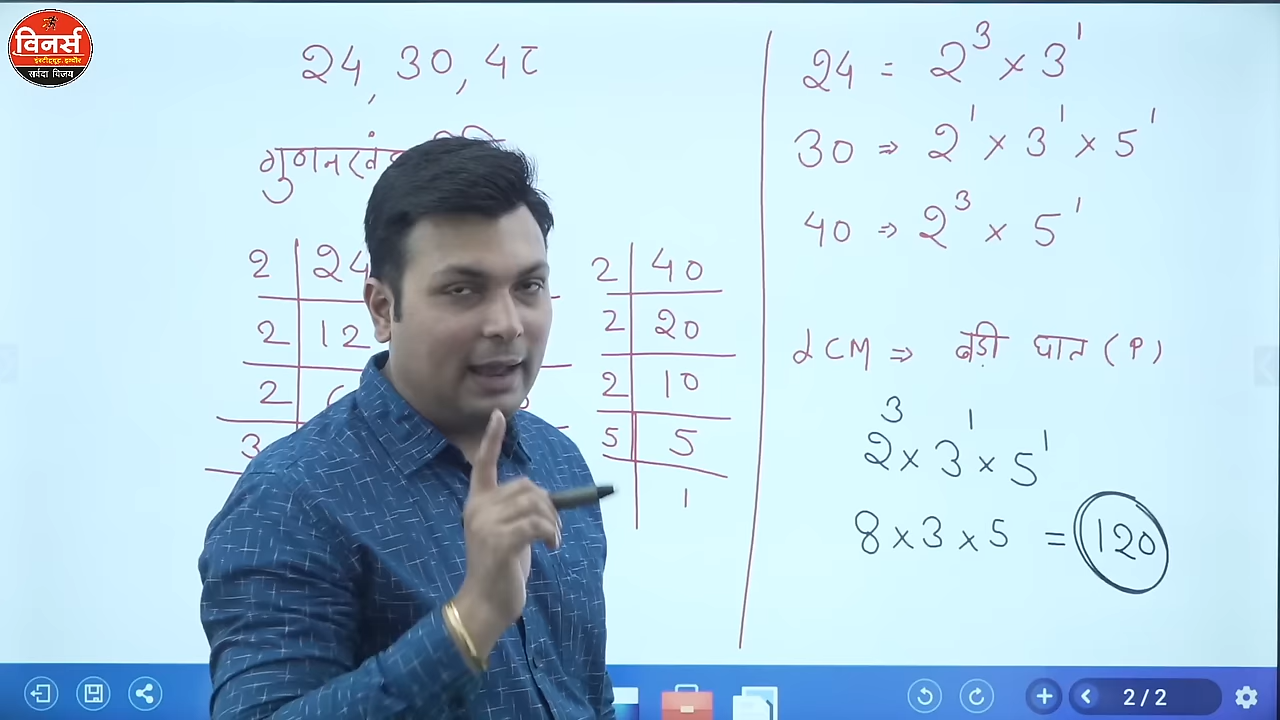 विनर्स
इंस्टीट्यूट, इन्दौर
सर्वदा विजय
24, 30, 40
2 24
2 12
2
3
2 40
2 20
2 10
5 5
1
24 = 2³ × 3¹
30 ⇒ 2¹ × 3¹ × 5¹
40 ⇒ 2³ × 5¹
LCM ⇒ बड़ी घात (P)
2³ × 3¹ × 5¹
8 × 3 × 5 = 120
2 / 2